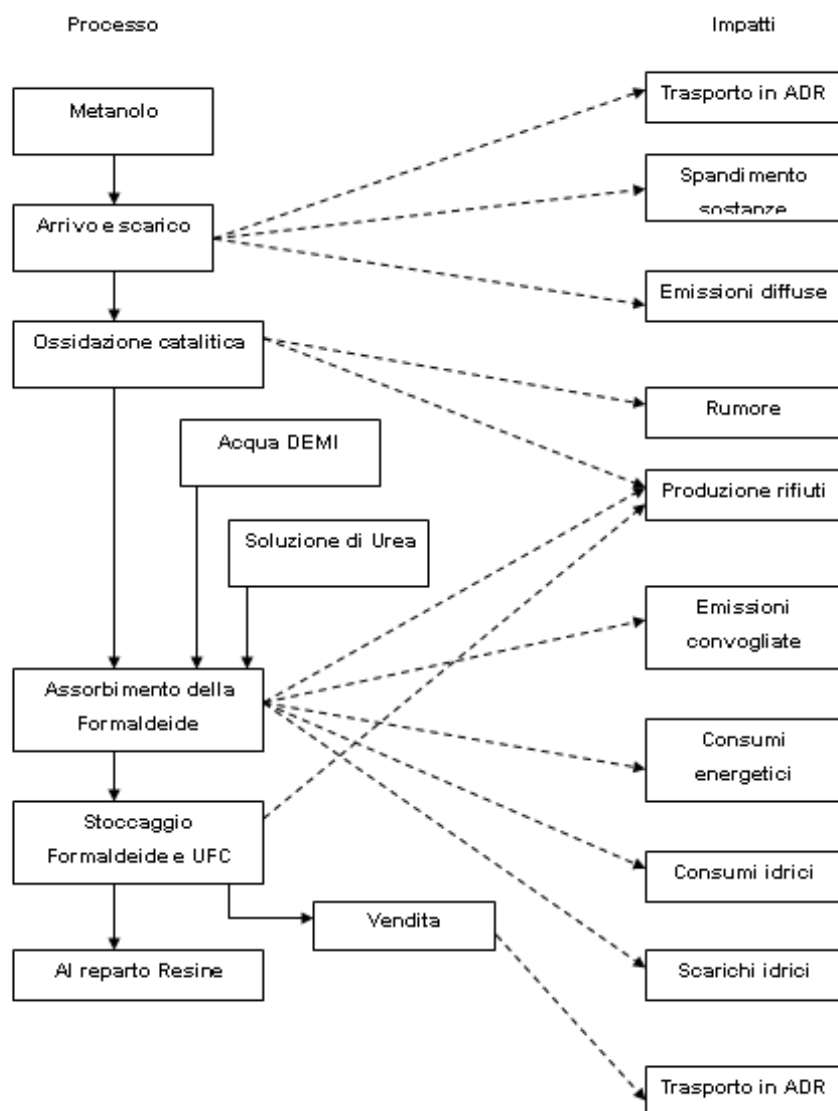 Processo
Impatti
Metanolo
Trasporto in ADR
Arrivo e scarico
Spandimento
sostanze
Emissioni diffuse
Ossidazione catalitica
Rumore
Acqua DEMI
Produzione rifiuti
Soluzione di Urea
Emissioni
convogliate
Assorbimento della
Formaldeide
Consumi
energetici
Stoccaggio
Formaldeide e UFC
Consumi idrici
Vendita
Al reparto Resine
Scarichi idrici
Trasporto in ADR